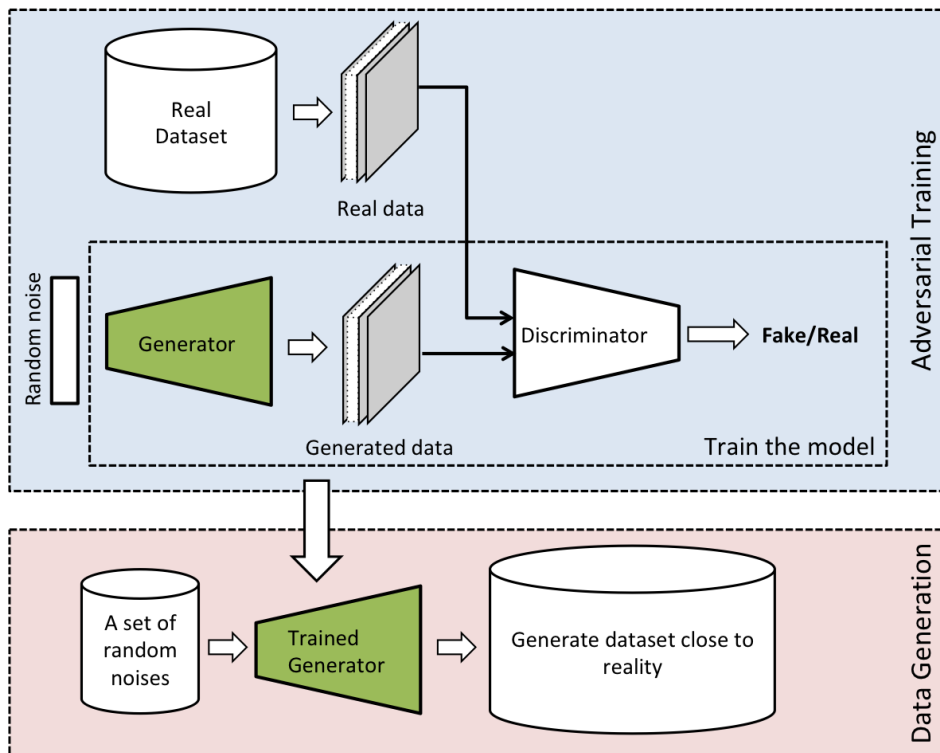 Real
Dataset
Real data
Adversarial Training
Random noise
Generator
Generated data
Discriminator
Fake/Real
Train the model
A set of
random
noises
Trained
Generator
Generate dataset close to
reality
Data Generation